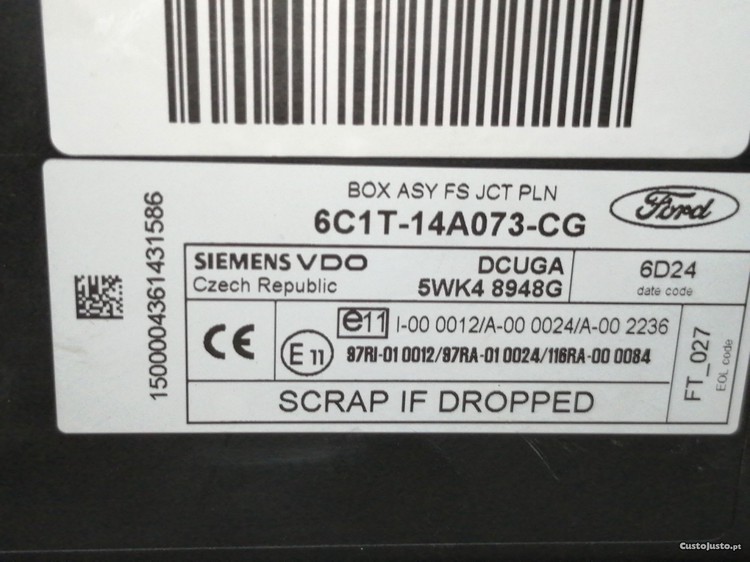 BOX ASY FS JCT PLN
6C1T-14A073-CG
Ford
SIEMENS VDO
Czech Republic
DCUGA
5WK4 8948G
6D24
date code
CE
E 11
e11 I-00 0012/A-00 0024/A-00 2236
97RI-01 0012/97RA-01 0024/116RA-00 0084
FT_027
EOL code
SCRAP IF DROPPED
1500004361431586
CustoJusto.pt